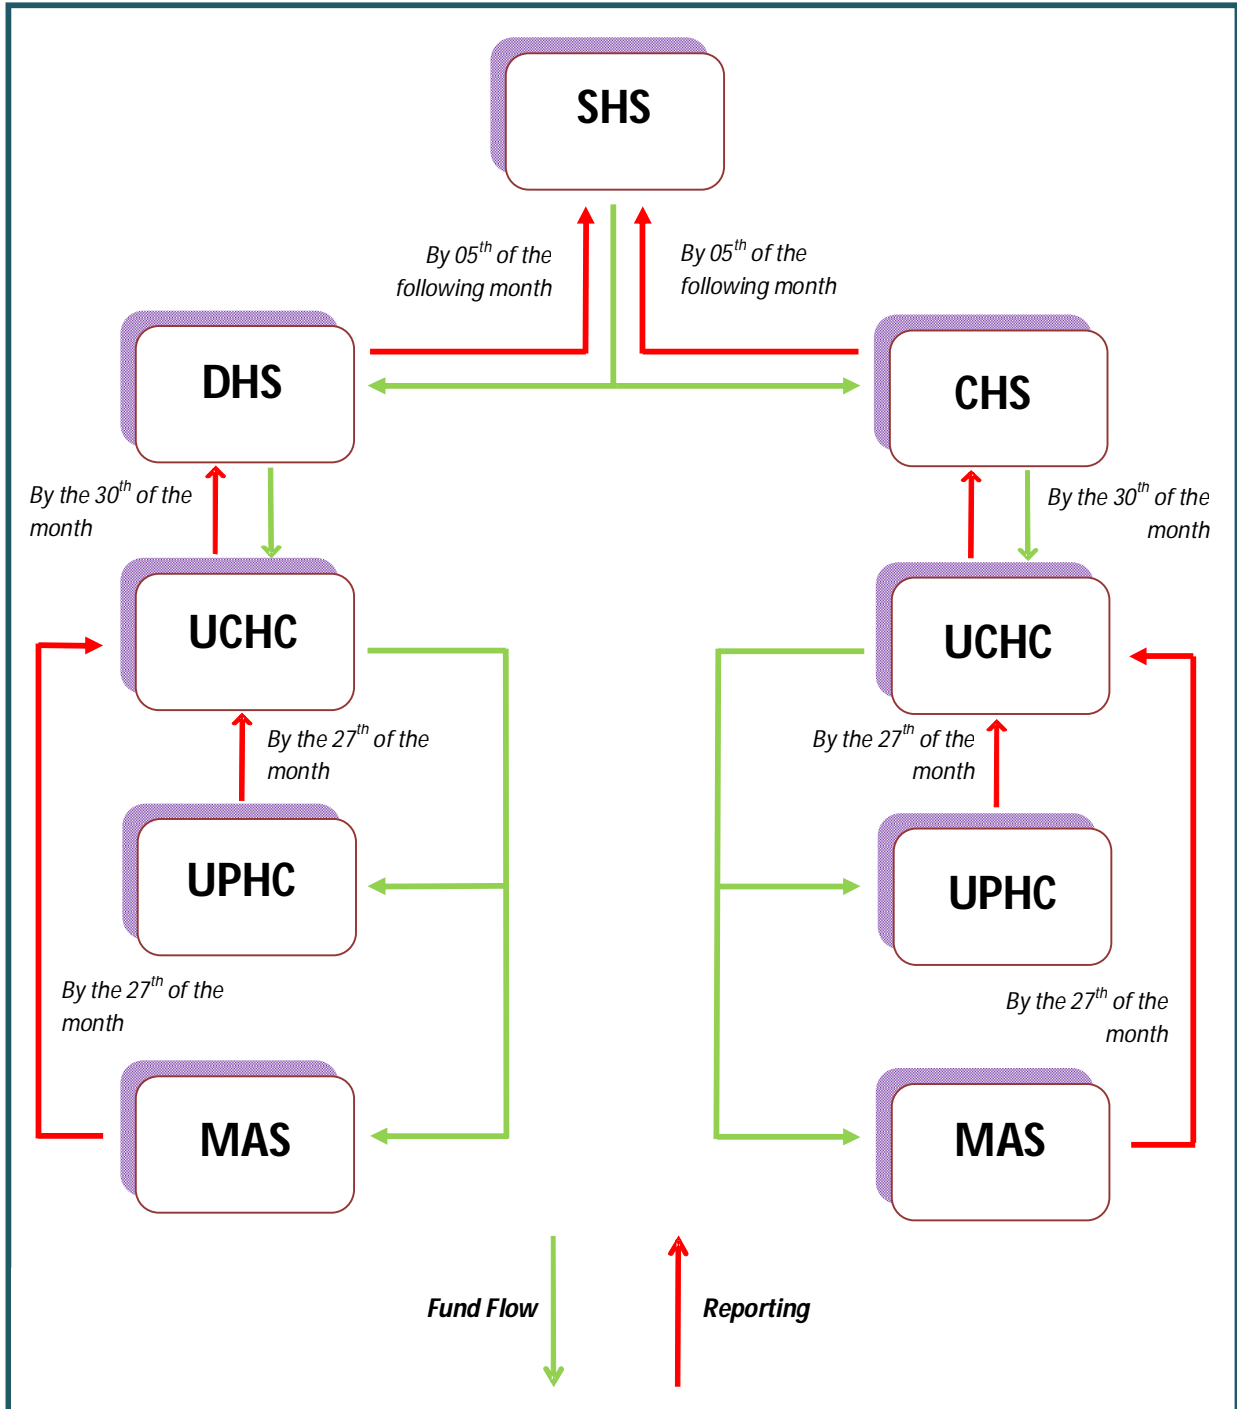 SHS
By 05th of the
following month
By 05th of the
following month
DHS
CHS
By the 30th of the
month
By the 30th of the
month
UCHC
UCHC
By the 27th of the
month
By the 27th of the
month
UPHC
UPHC
By the 27th of the
month
By the 27th of the
month
MAS
MAS
Fund Flow
Reporting